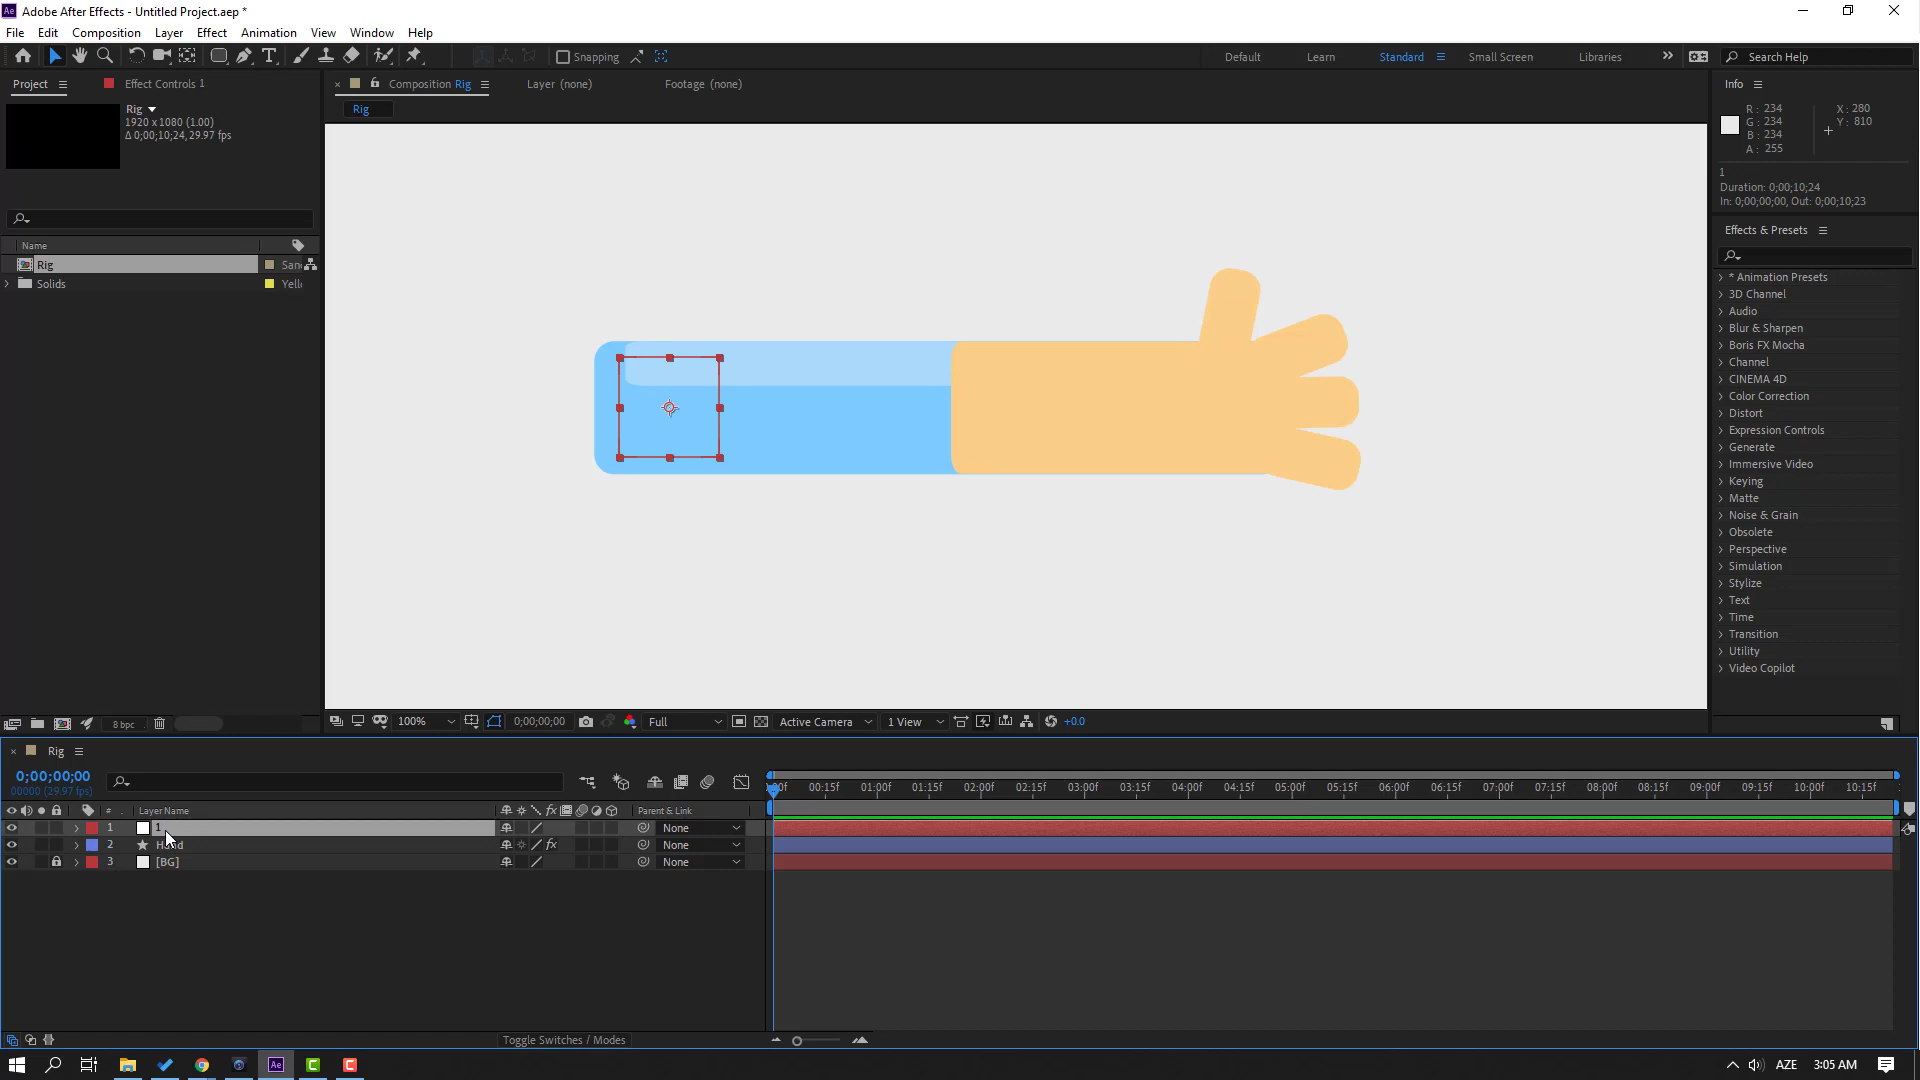 Adobe After Effects - Untitled Project.aep *
File Edit Composition Layer Effect Animation View Window Help
Snapping
Default Learn Standard Small Screen Libraries
Search Help
Project
Effect Controls 1
Composition Rig
Layer (none)
Footage (none)
Info
Rig
1920 x 1080 (1.00)
Δ 0;00;10;24, 29.97 fps
Rig
R : 234
G : 234
B : 234
A : 255
X : 280
Y : 810
1
Duration: 0;00;10;24
In: 0;00;00;00, Out: 0;00;10;23
Effects & Presets
Name
Rig
San
Solids
Yell
* Animation Presets
3D Channel
Audio
Blur & Sharpen
Boris FX Mocha
Channel
CINEMA 4D
Color Correction
Distort
Expression Controls
Generate
Immersive Video
Keying
Matte
Noise & Grain
Obsolete
Perspective
Simulation
Stylize
Text
Time
Transition
Utility
Video Copilot
8 bpc
100% 0;00;00;00 Full Active Camera 1 View +0.0
Rig
0;00;00;00
00000 (29.97 fps)
:00f 00:15f 01:00f 01:15f 02:00f 02:15f 03:00f 03:15f 04:00f 04:15f 05:00f 05:15f 06:00f 06:15f 07:00f 07:15f 08:00f 08:15f 09:00f 09:15f 10:00f 10:15f
# Layer Name Parent & Link
1 1 None
2 None
3 [BG] None
Toggle Switches / Modes
Ae
AZE
3:05 AM